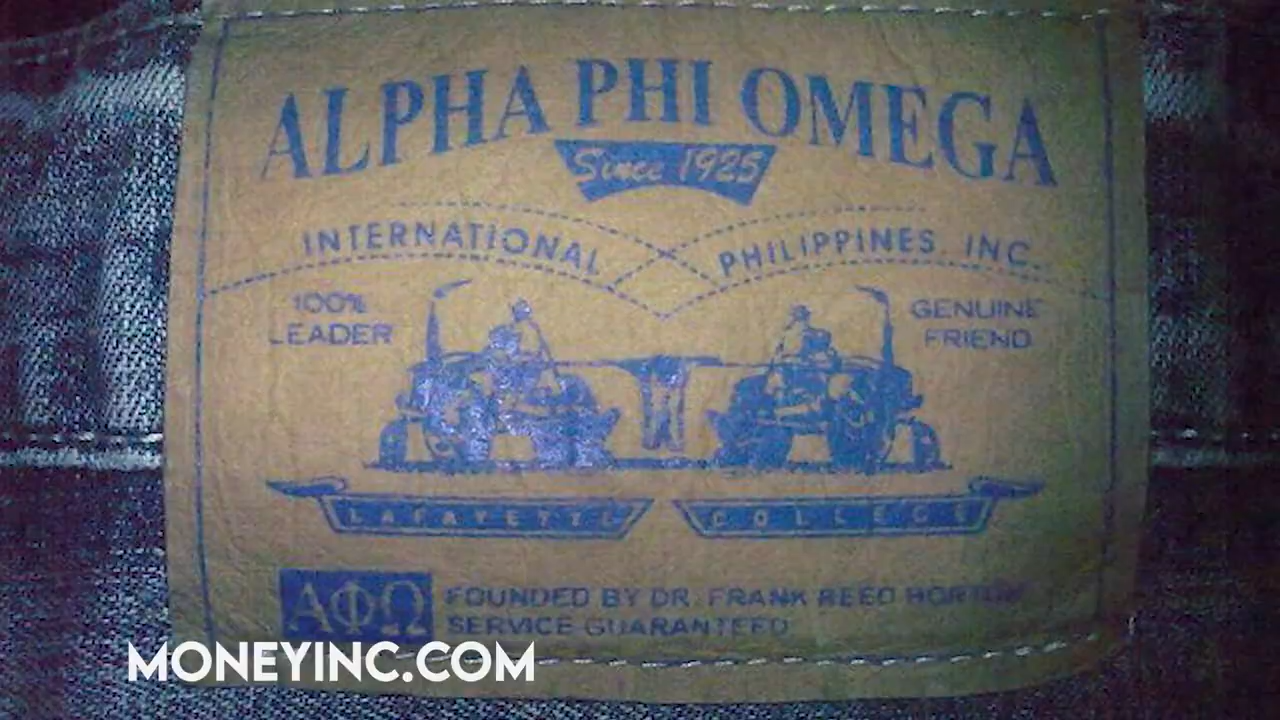 ALPHA PHI OMEGA
Since 1925
INTERNATIONAL PHILIPPINES, INC.
100% LEADER
GENUINE FRIEND
LAFAYETTE COLLEGE
ΑΦΩ
FOUNDED BY DR. FRANK REED HORTON
SERVICE GUARANTEED
MONEYINC.COM